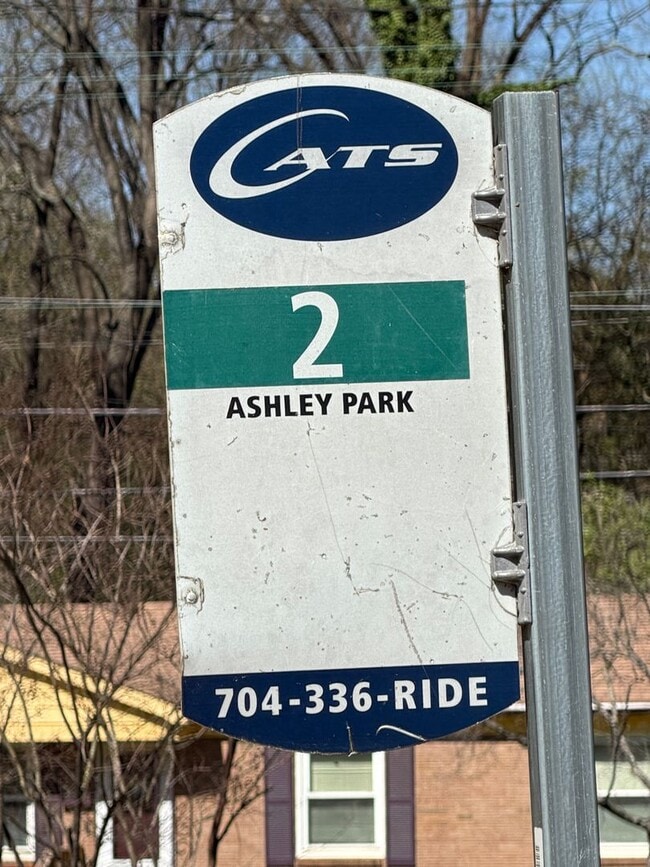 CATS
2
ASHLEY PARK
704-336-RIDE